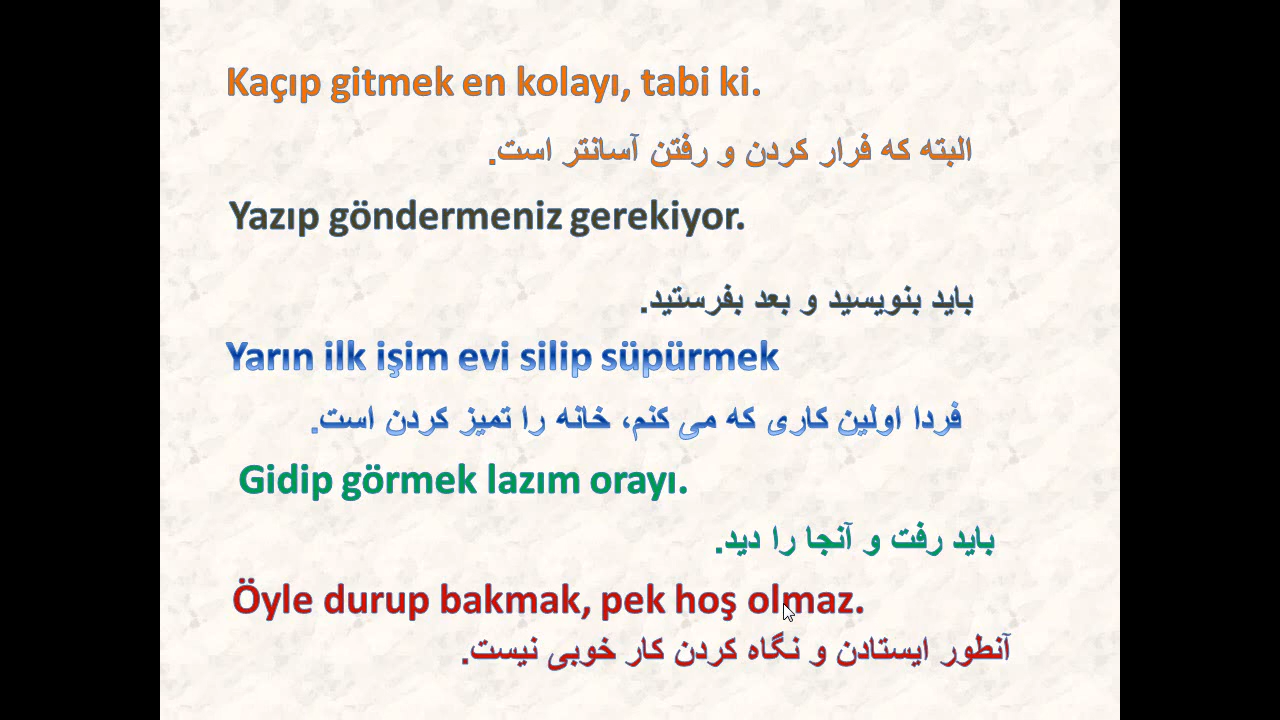 Kaçıp gitmek en kolayı, tabi ki.
البته که فرار کردن و رفتن آسانتر است.
Yazıp göndermeniz gerekiyor.
باید بنویسید و بعد بفرستید.
Yarın ilk işim evi silip süpürmek
فردا اولین کاری که می کنم، خانه را تمیز کردن است.
Gidip görmek lazım orayı.
باید رفت و آنجا را دید.
Öyle durup bakmak, pek hoş olmaz.
آنطور ایستادن و نگاه کردن کار خوبی نیست.